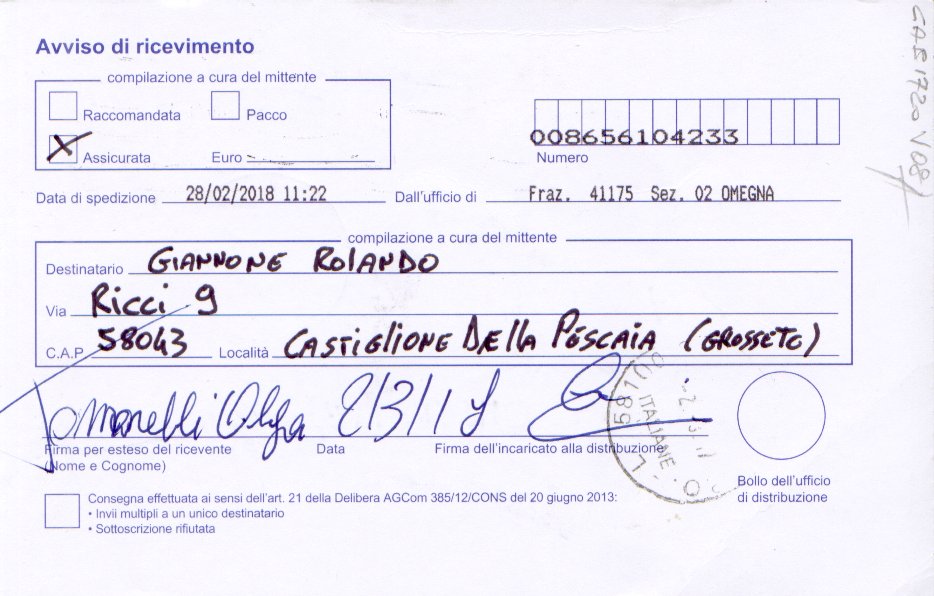 Avviso di ricevimento
compilazione a cura del mittente
Raccomandata Pacco
Assicurata Euro
008656104233
Numero
Data di spedizione 28/02/2018 11:22 Dall'ufficio di Fraz. 41175 Sez. 02 OMEGNA
compilazione a cura del mittente
Destinatario GIANNONE ROLANDO
Via Ricci 9
C.A.P. 58043 Località CASTIGLIONE DELLA PESCAIA (GROSSETO)
Olga 2/3/18
Firma per esteso del ricevente Data Firma dell'incaricato alla distribuzione
(Nome e Cognome)
58100
ITALIANE
Bollo dell'ufficio
di distribuzione
Consegna effettuata ai sensi dell'art. 21 della Delibera AGCom 385/12/CONS del 20 giugno 2013:
• Invii multipli a un unico destinatario
• Sottoscrizione rifiutata